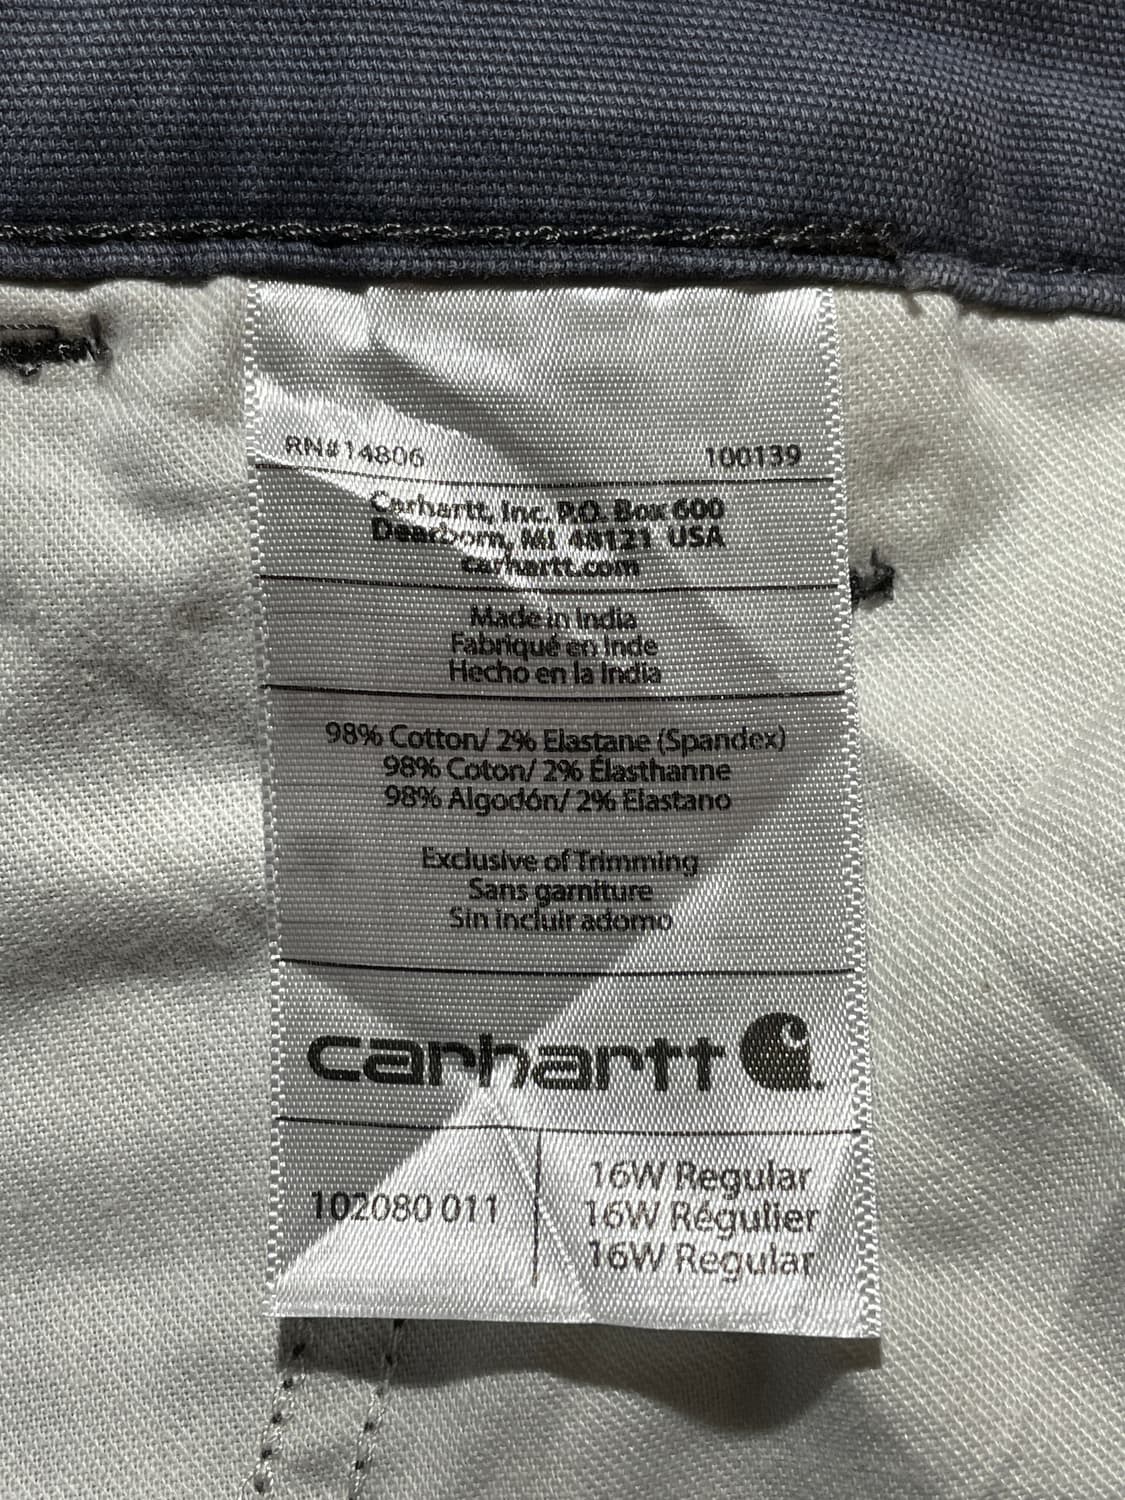 RN#14806 100139
Carhartt, Inc. P.O. Box 600
Dearborn, MI 48121 USA
carhartt.com
Made in India
Fabriqué en Inde
Hecho en la India
98% Cotton/ 2% Elastane (Spandex)
98% Coton/ 2% Élasthanne
98% Algodón/ 2% Elastano
Exclusive of Trimming
Sans garniture
Sin incluir adorno
carhartt
102080 011
16W Regular
16W Régulier
16W Regular